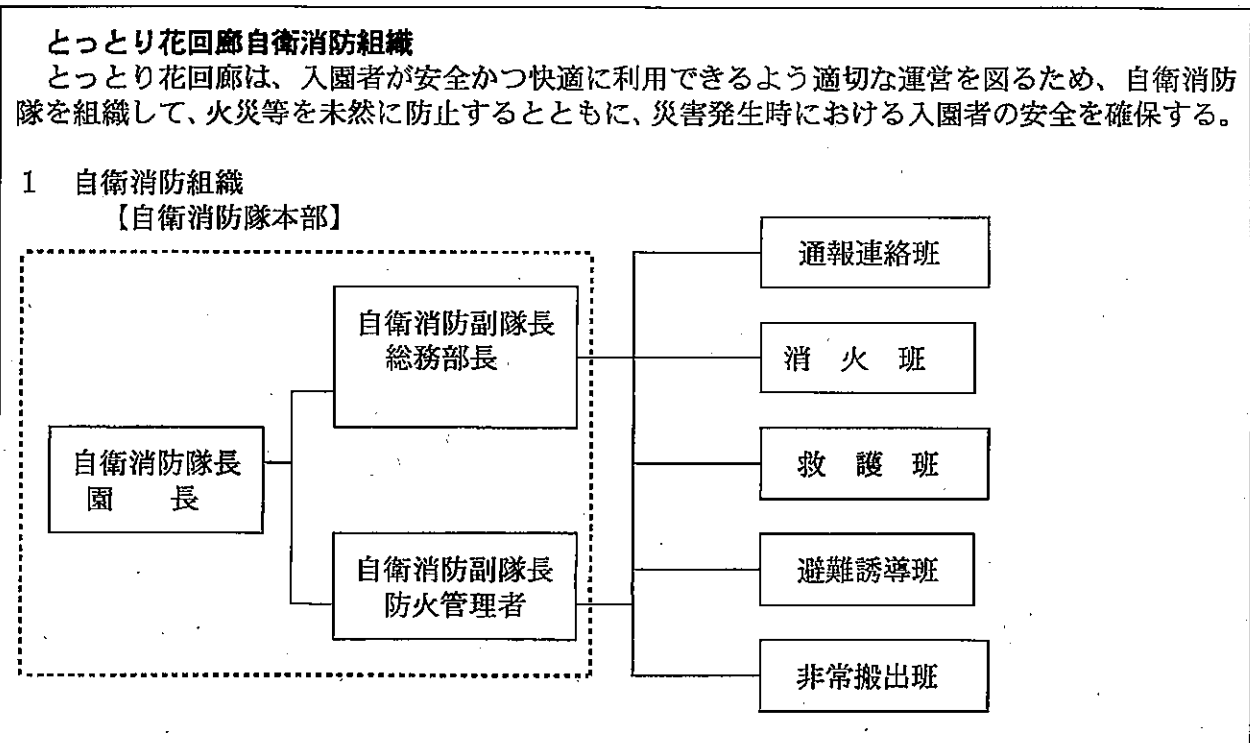 とっとり花回廊自衛消防組織
とっとり花回廊は、入園者が安全かつ快適に利用できるよう適切な運営を図るため、自衛消防
隊を組織して、火災等を未然に防止するとともに、災害発生時における入園者の安全を確保する。
1 自衛消防組織
【自衛消防隊本部】
自衛消防隊長
園 長
自衛消防副隊長
総務部長
自衛消防副隊長
防火管理者
通報連絡班
消 火 班
救 護 班
避難誘導班
非常搬出班